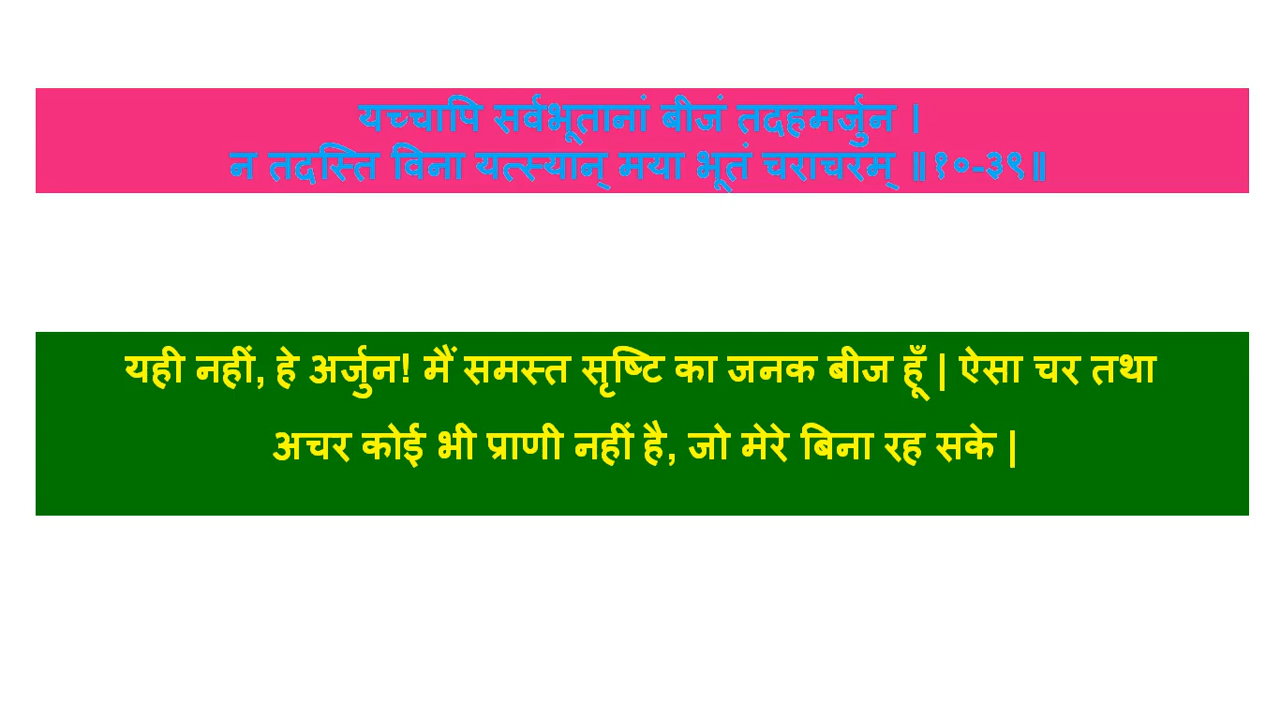 यच्चापि सर्वभूतानां बीजं तदहमर्जुन ।
न तदस्ति विना यत्स्यान् मया भूतं चराचरम् ॥१०-३९॥
यही नहीं, हे अर्जुन! मैं समस्त सृष्टि का जनक बीज हूँ | ऐसा चर तथा
अचर कोई भी प्राणी नहीं है, जो मेरे बिना रह सके |